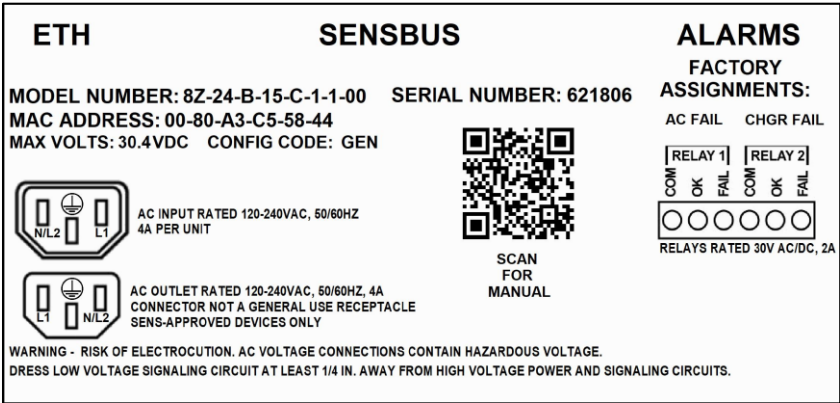 ETH SENSBUS ALARMS
FACTORY
ASSIGNMENTS:
MODEL NUMBER: 8Z-24-B-15-C-1-1-00 SERIAL NUMBER: 621806
MAC ADDRESS: 00-80-A3-C5-58-44
MAX VOLTS: 30.4VDC CONFIG CODE: GEN
AC FAIL CHGR FAIL
RELAY 1 RELAY 2
COM OK FAIL COM OK FAIL
RELAYS RATED 30V AC/DC, 2A
N/L2 L1
AC INPUT RATED 120-240VAC, 50/60HZ
4A PER UNIT
SCAN
FOR
MANUAL
L1 N/L2
AC OUTLET RATED 120-240VAC, 50/60HZ, 4A
CONNECTOR NOT A GENERAL USE RECEPTACLE
SENS-APPROVED DEVICES ONLY
WARNING - RISK OF ELECTROCUTION. AC VOLTAGE CONNECTIONS CONTAIN HAZARDOUS VOLTAGE.
DRESS LOW VOLTAGE SIGNALING CIRCUIT AT LEAST 1/4 IN. AWAY FROM HIGH VOLTAGE POWER AND SIGNALING CIRCUITS.